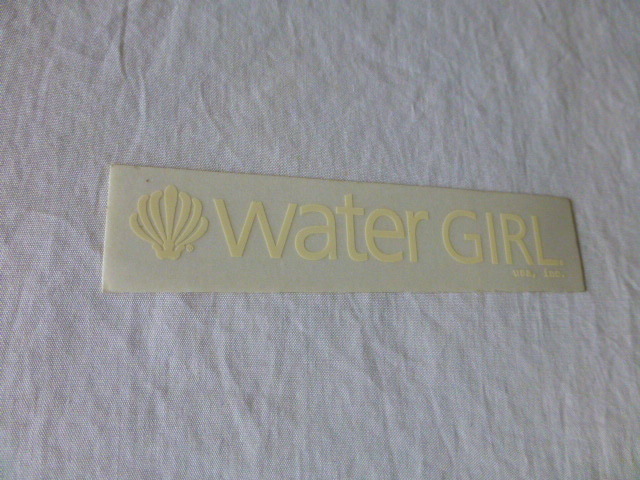 water GIRL
usa, inc.